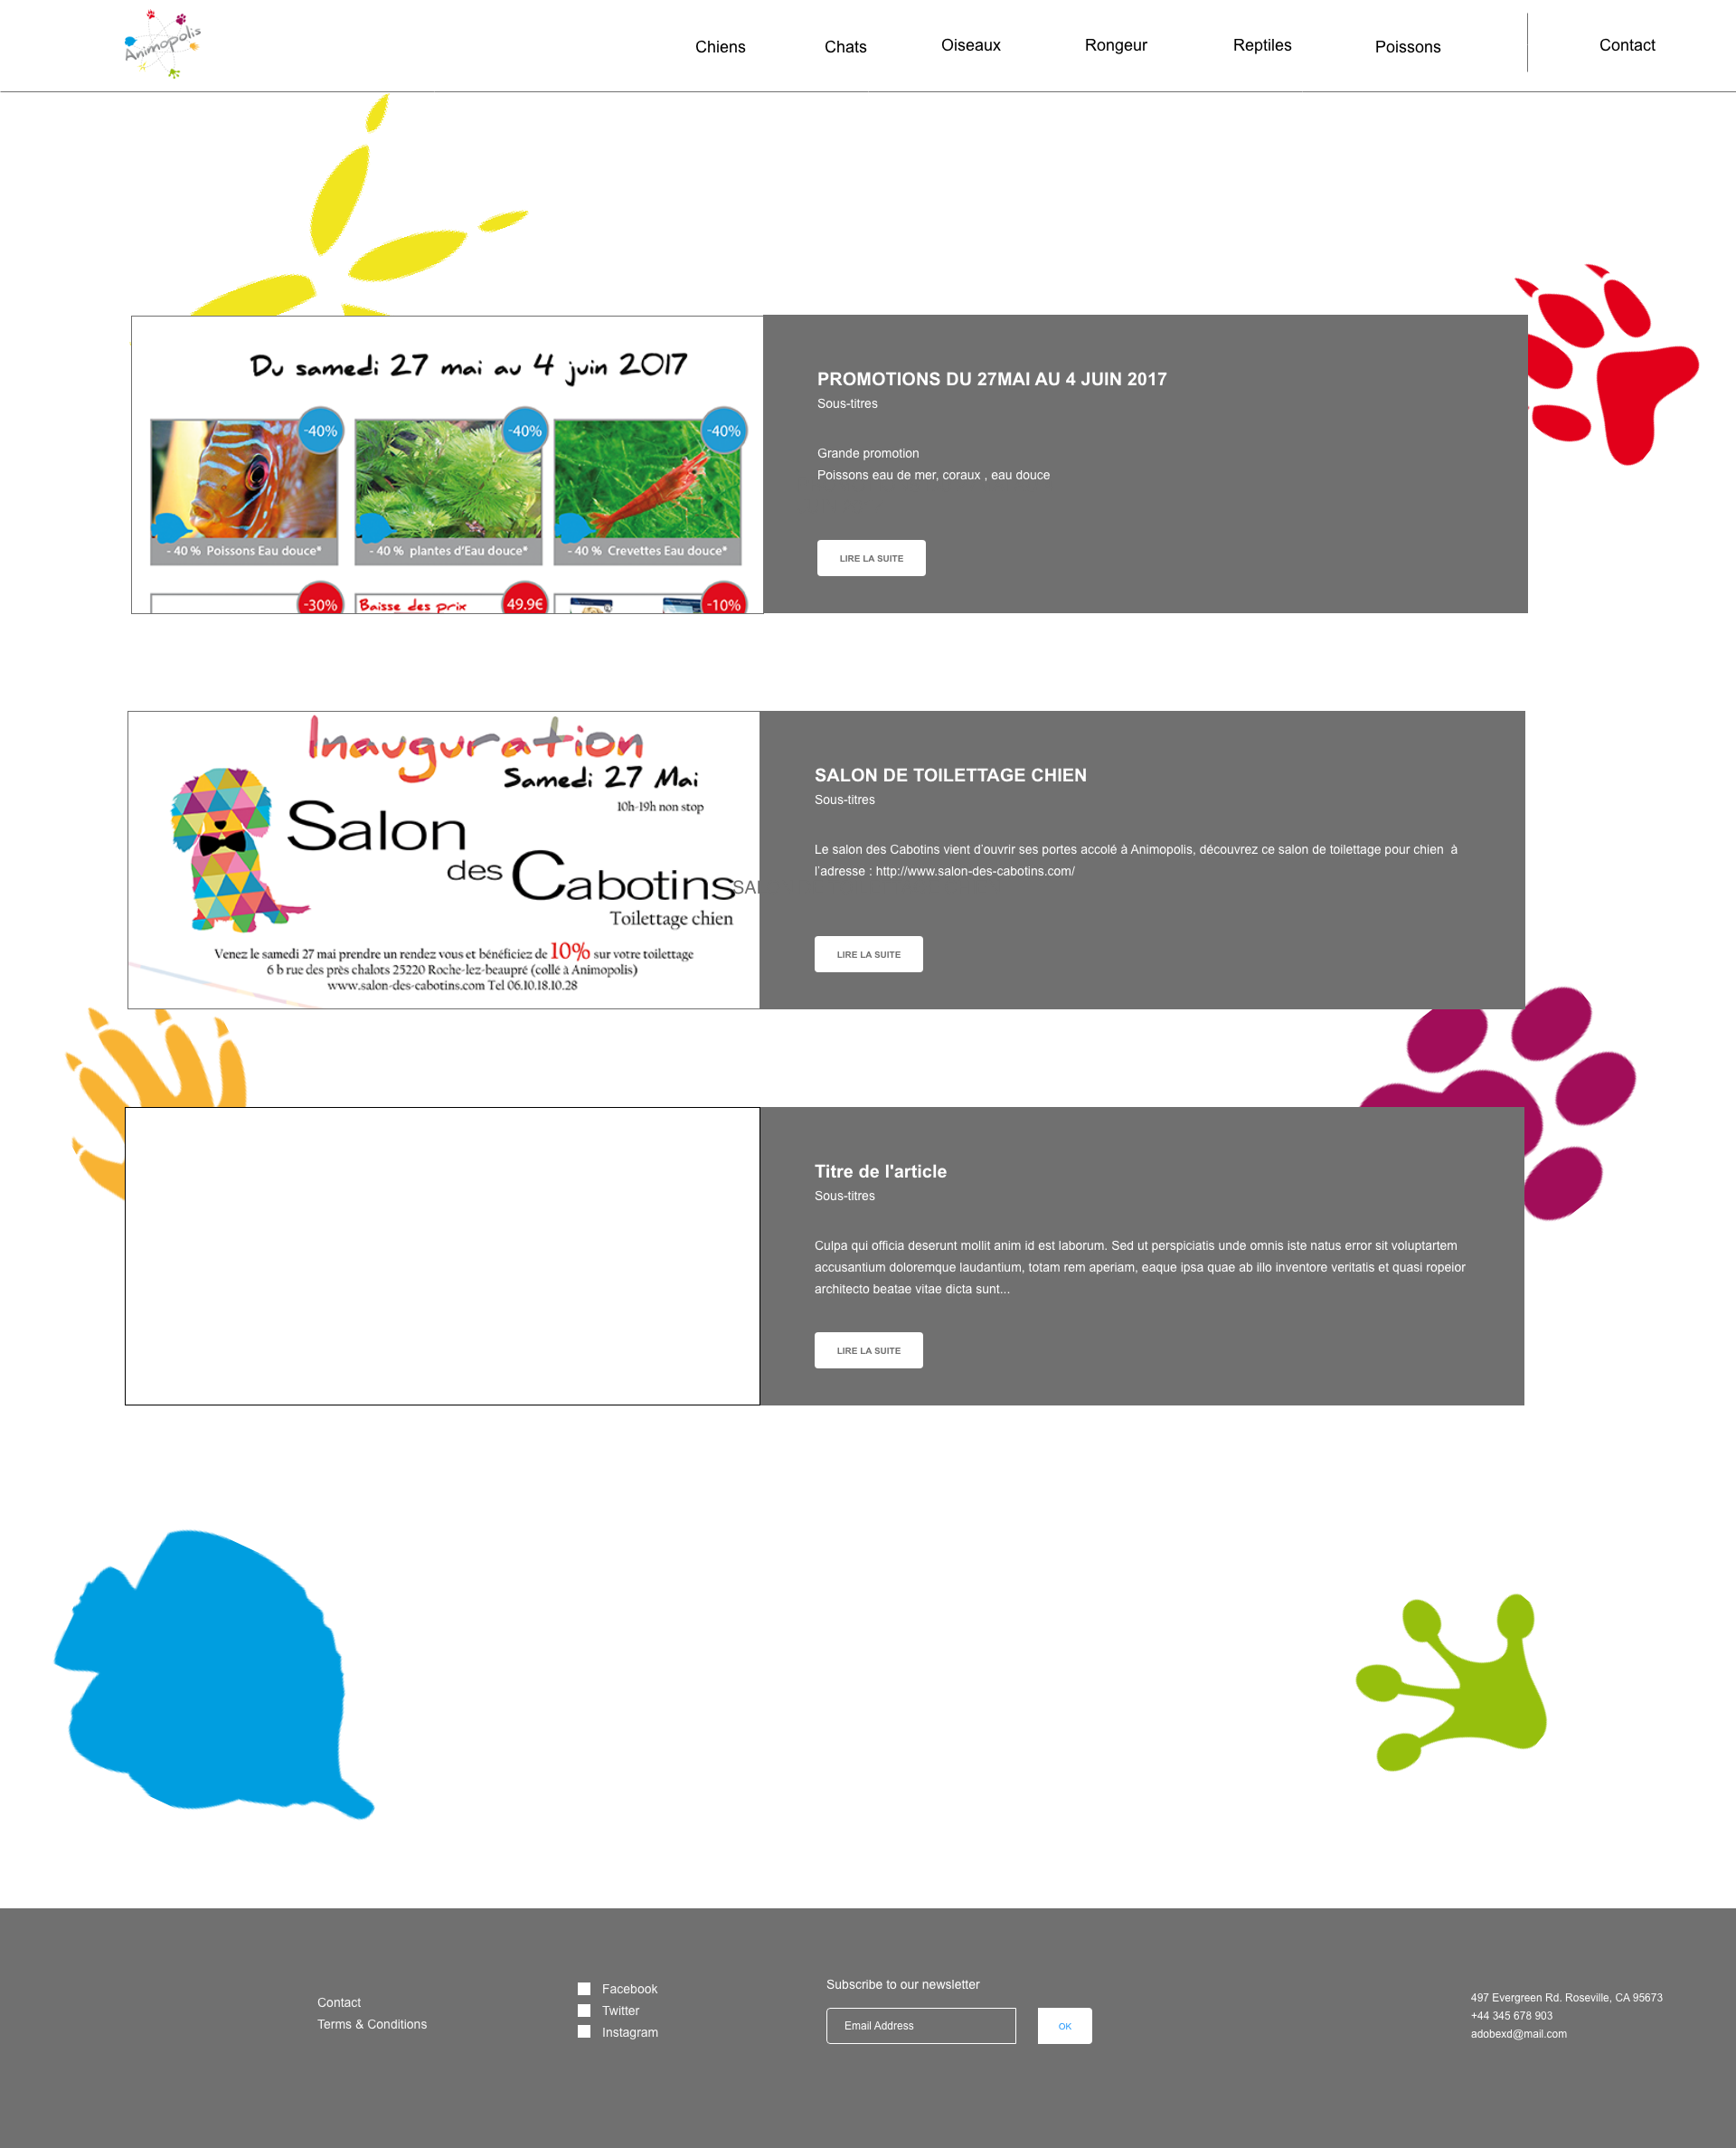 Animopolis
Chiens
Chats
Oiseaux
Rongeur
Reptiles
Poissons
Contact
Du samedi 27 mai au 4 juin 2017
-40%
-40%
-40%
- 40 % Poissons Eau douce*
- 40 % plantes d'Eau douce*
- 40 % Crevettes Eau douce*
-30%
Baisse des prix
49.9€
-10%
PROMOTIONS DU 27MAI AU 4 JUIN 2017
Sous-titres
Grande promotion
Poissons eau de mer, coraux , eau douce
LIRE LA SUITE
Inauguration
Samedi 27 Mai
10h-19h non stop
Salon
des Cabotins
SAL
Toilettage chien
Venez le samedi 27 mai prendre un rendez vous et bénéficiez de 10% sur votre toilettage
6 b rue des près chalots 25220 Roche-lez-beaupré (collé à Animopolis)
www.salon-des-cabotins.com Tel 06.10.18.10.28
SALON DE TOILETTAGE CHIEN
Sous-titres
Le salon des Cabotins vient d'ouvrir ses portes accolé à Animopolis, découvrez ce salon de toilettage pour chien à
l'adresse : http://www.salon-des-cabotins.com/
LIRE LA SUITE
Titre de l'article
Sous-titres
Culpa qui officia deserunt mollit anim id est laborum. Sed ut perspiciatis unde omnis iste natus error sit voluptartem
accusantium doloremque laudantium, totam rem aperiam, eaque ipsa quae ab illo inventore veritatis et quasi ropeior
architecto beatae vitae dicta sunt...
LIRE LA SUITE
Contact
Terms & Conditions
Facebook
Twitter
Instagram
Subscribe to our newsletter
Email Address
OK
497 Evergreen Rd. Roseville, CA 95673
+44 345 678 903
adobexd@mail.com